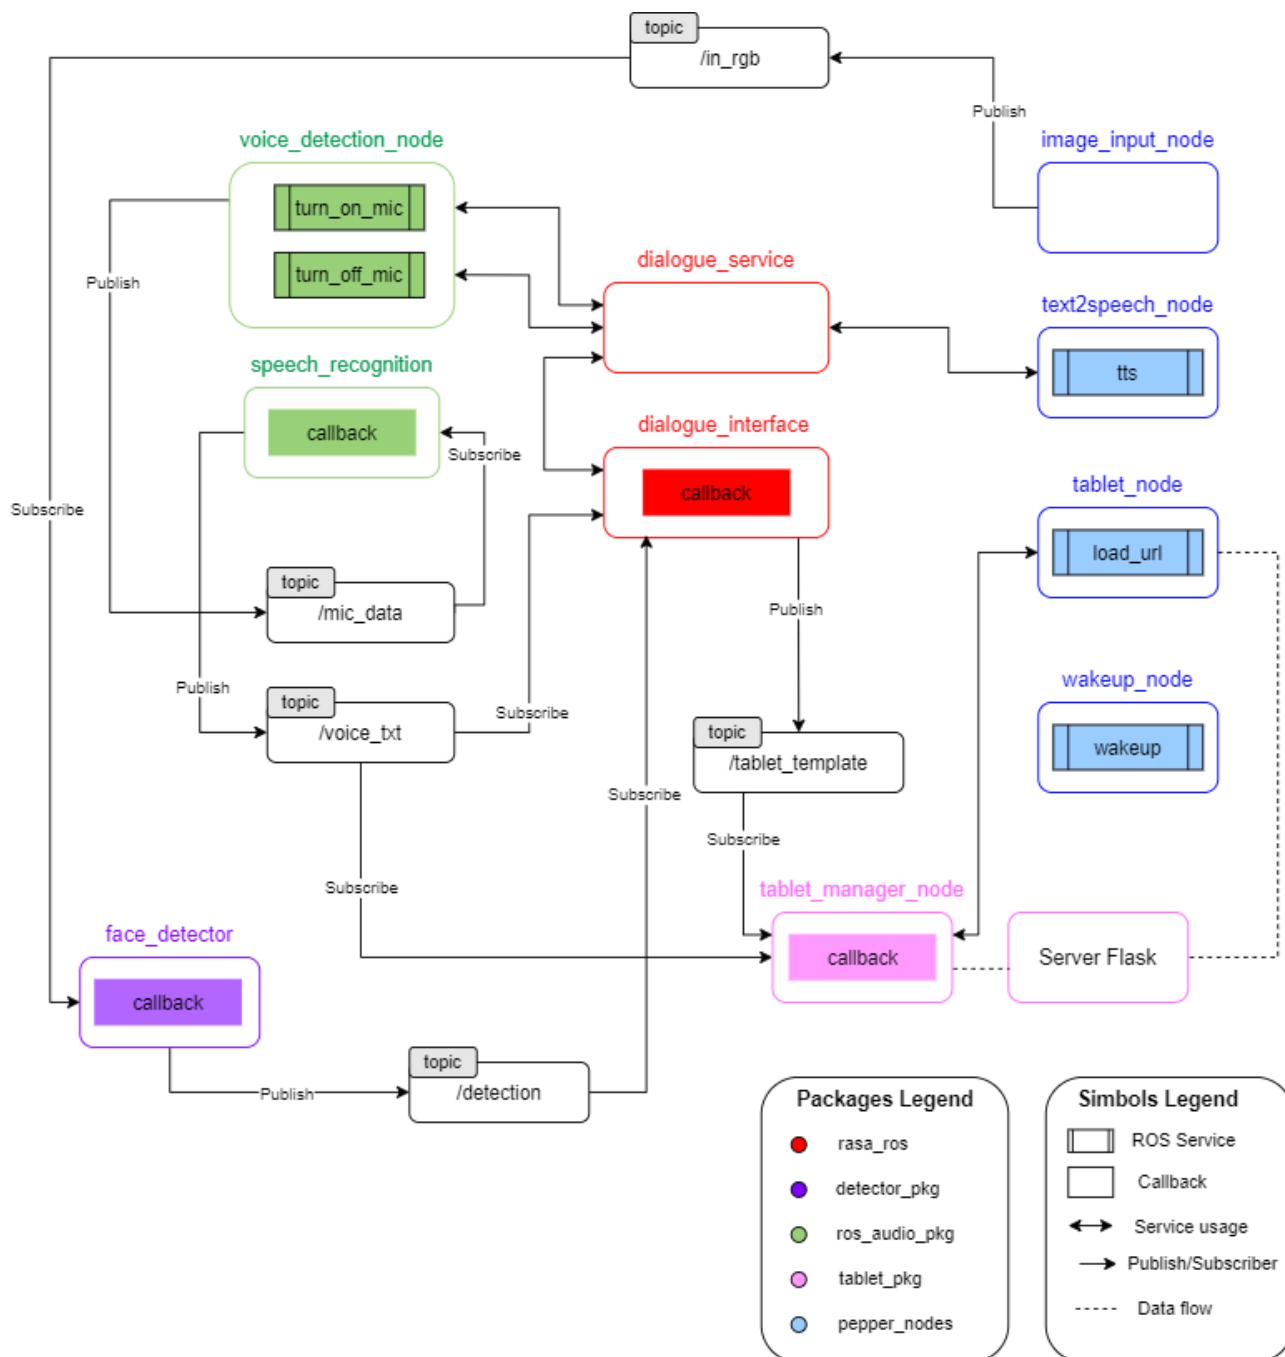 topic
/in_rgb
Publish
voice_detection_node
image_input_node
turn_on_mic
turn_off_mic
Publish
dialogue_service
text2speech_node
tts
speech_recognition
callback
Subscribe
dialogue_interface
callback
tablet_node
load_url
Subscribe
topic
/mic_data
Publish
Publish
topic
/voice_txt
Subscribe
wakeup_node
wakeup
topic
/tablet_template
Subscribe
Subscribe
Subscribe
tablet_manager_node
callback
Server Flask
face_detector
callback
Publish
topic
/detection
Packages Legend
rasa_ros
detector_pkg
ros_audio_pkg
tablet_pkg
pepper_nodes
Simbols Legend
ROS Service
Callback
Service usage
Publish/Subscriber
Data flow